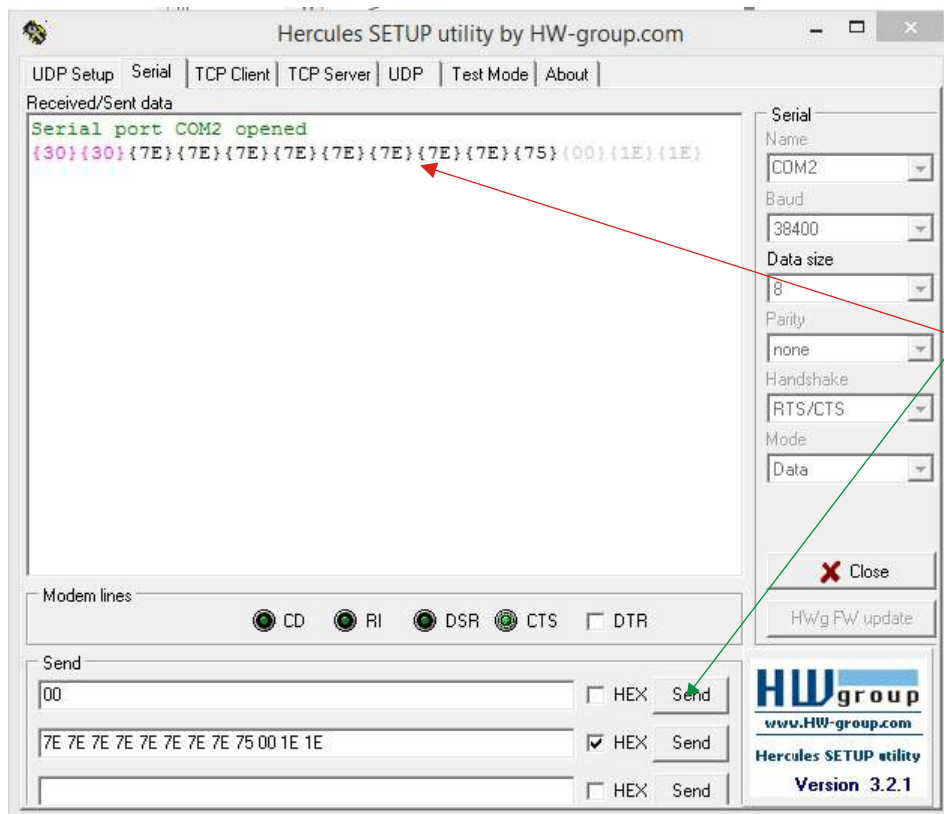 Hercules SETUP utility by HW-group.com
UDP Setup Serial TCP Client TCP Server UDP Test Mode About
Received/Sent data
Serial port COM2 opened
{30}{30}{7E}{7E}{7E}{7E}{7E}{7E}{7E}{7E}{75}{00}{1E}{1E}
Serial
Name
COM2
Baud
38400
Data size
8
Parity
none
Handshake
RTS/CTS
Mode
Data
Close
HWg FW update
Modem lines
CD RI DSR CTS DTR
Send
00 HEX Send
7E 7E 7E 7E 7E 7E 7E 7E 75 00 1E 1E HEX Send
HEX Send
HW group
www.HW-group.com
Hercules SETUP utility
Version 3.2.1